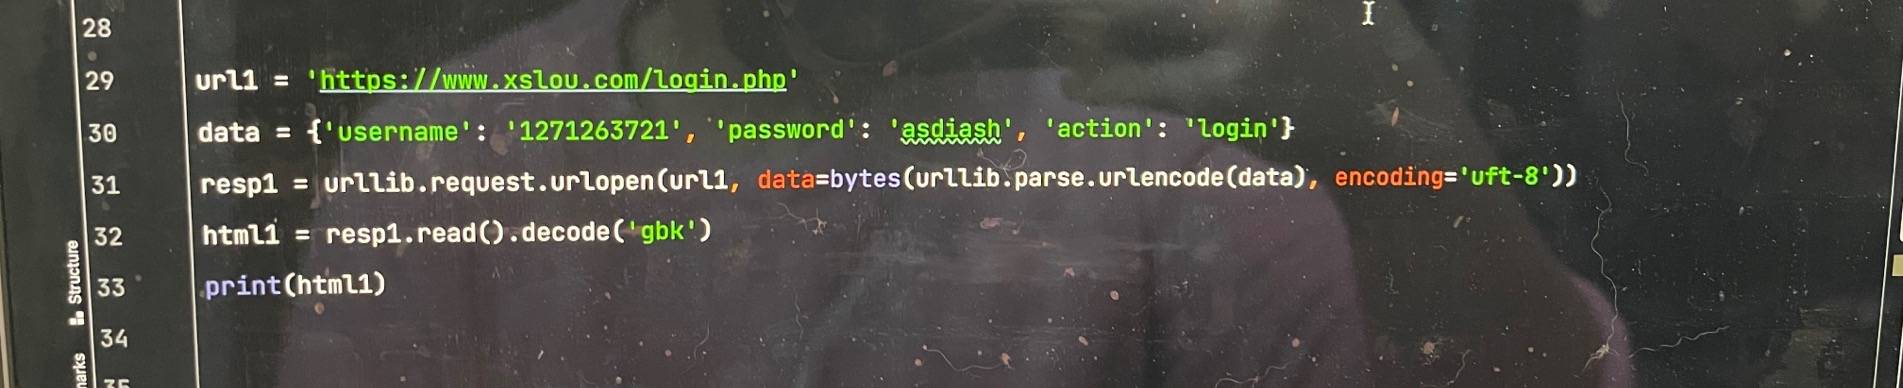 28
29 url1 = 'https://www.xslou.com/login.php'
30 data = {'username': '1271263721', 'password': 'asdiash', 'action': 'login'}
31 resp1 = urllib.request.urlopen(url1, data=bytes(urllib.parse.urlencode(data), encoding='uft-8'))
32 html1 = resp1.read().decode('gbk')
33 print(html1)
34
Structure